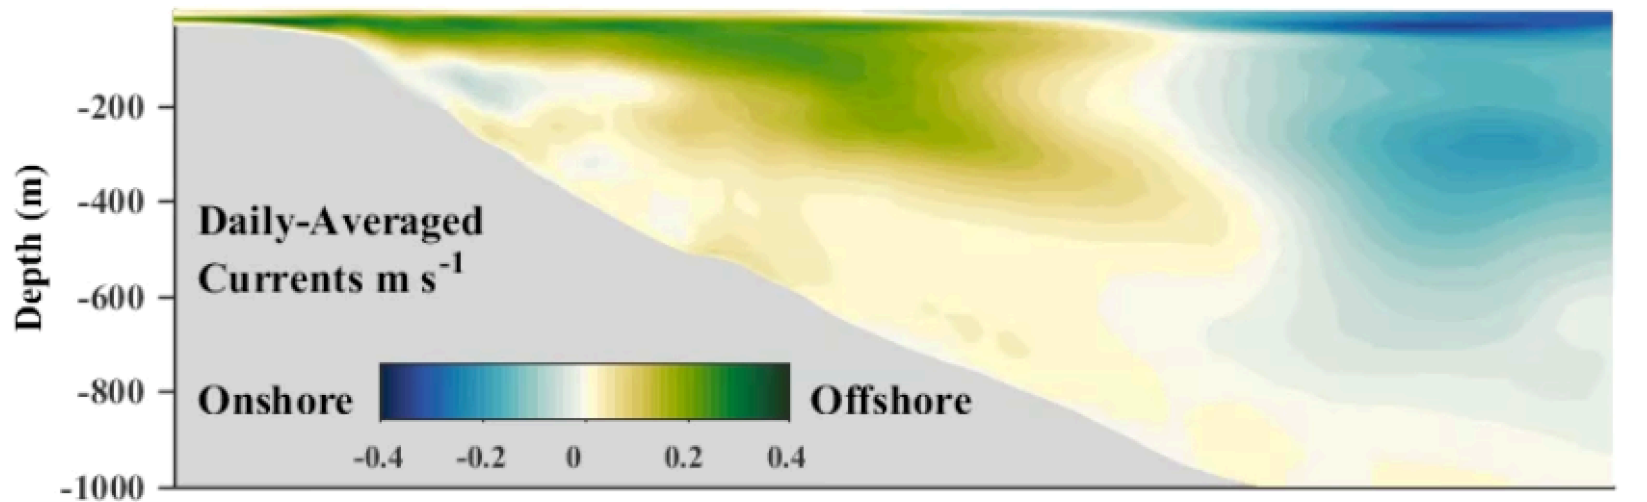 Depth (m)
-200
-400
-600
-800
-1000
Daily-Averaged
Currents m s-1
Onshore
Offshore
-0.4 -0.2 0 0.2 0.4